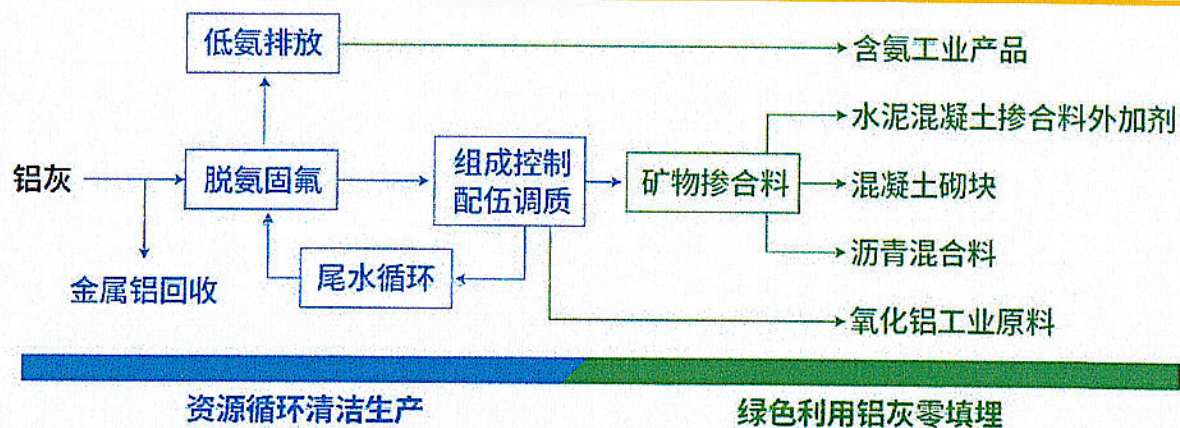 低氨排放
含氨工业产品
水泥混凝土掺合料外加剂
铝灰
脱氨固氟
组成控制
配伍调质
矿物掺合料
混凝土砌块
沥青混合料
金属铝回收
尾水循环
氧化铝工业原料
资源循环清洁生产
绿色利用铝灰零填埋